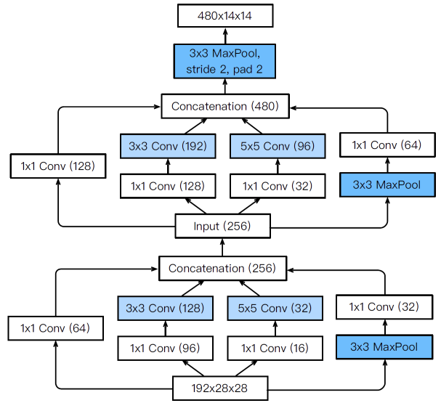 480x14x14
3x3 MaxPool,
stride 2, pad 2
Concatenation (480)
3x3 Conv (192)
5x5 Conv (96)
1x1 Conv (64)
1x1 Conv (128)
1x1 Conv (128)
1x1 Conv (32)
3x3 MaxPool
Input (256)
Concatenation (256)
3x3 Conv (128)
5x5 Conv (32)
1x1 Conv (32)
1x1 Conv (64)
1x1 Conv (96)
1x1 Conv (16)
3x3 MaxPool
192x28x28